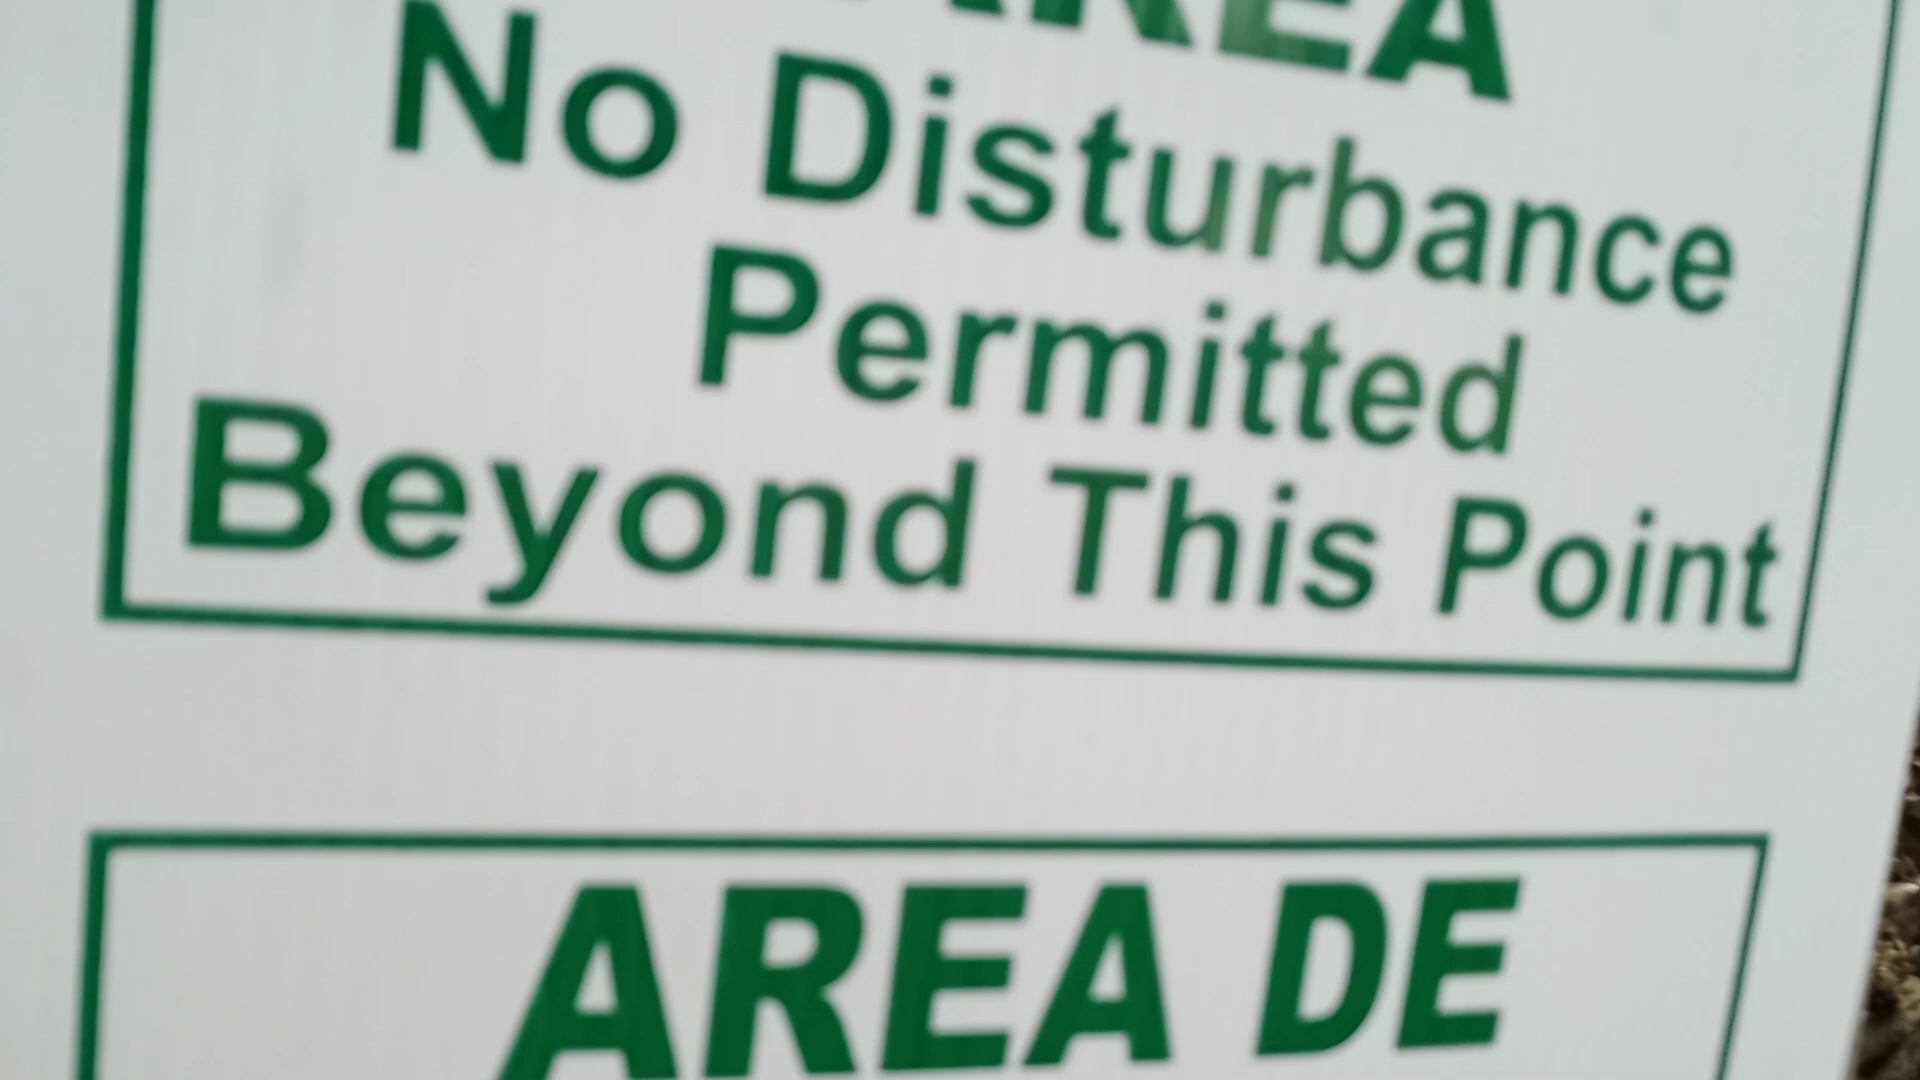 AREA
No Disturbance
Permitted
Beyond This Point
AREA DE